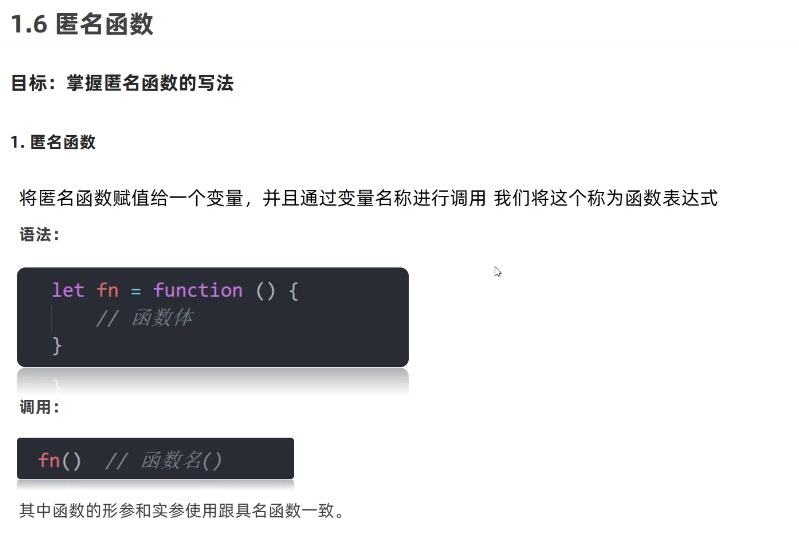 1.6 匿名函数
目标：掌握匿名函数的写法
1. 匿名函数
将匿名函数赋值给一个变量，并且通过变量名称进行调用 我们将这个称为函数表达式
语法：
let fn = function () {
// 函数体
}
调用：
fn() // 函数名()
其中函数的形参和实参使用跟具名函数一致。